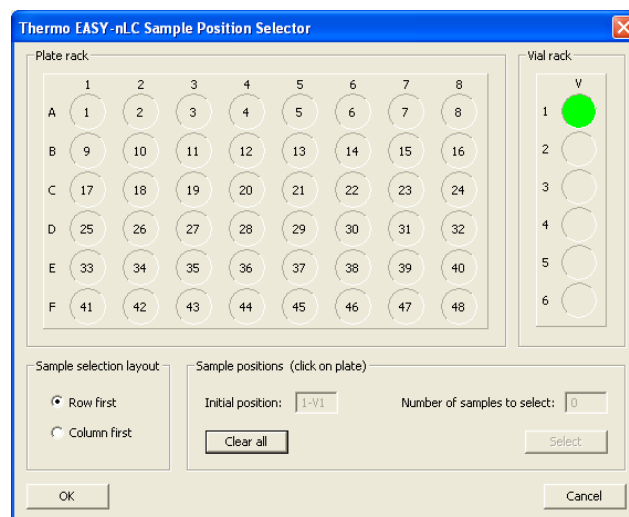 Thermo EASY-nLC Sample Position Selector
Plate rack
Vial rack
1 2 3 4 5 6 7 8
V
A 1 2 3 4 5 6 7 8
1
B 9 10 11 12 13 14 15 16
2
C 17 18 19 20 21 22 23 24
3
D 25 26 27 28 29 30 31 32
4
E 33 34 35 36 37 38 39 40
5
F 41 42 43 44 45 46 47 48
6
Sample selection layout
Row first
Column first
Sample positions (click on plate)
Initial position: 1-V1
Number of samples to select: 0
Clear all
Select
OK
Cancel